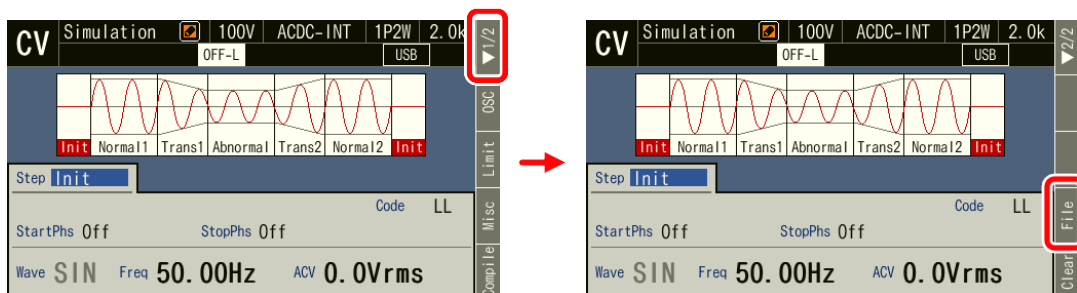 CV Simulation 100V ACDC-INT 1P2W 2.0k ▼1/2
OFF-L USB
OSC
Init Normal1 Trans1 Abnormal Trans2 Normal2 Init
Limit
Step Init
Code LL
Misc
StartPhs Off StopPhs Off
Wave SIN Freq 50.00Hz ACV 0.0Vrms
Compile
CV Simulation 100V ACDC-INT 1P2W 2.0k ▼2/2
OFF-L USB
Init Normal1 Trans1 Abnormal Trans2 Normal2 Init
Step Init
Code LL
File
StartPhs Off StopPhs Off
Wave SIN Freq 50.00Hz ACV 0.0Vrms
Clear